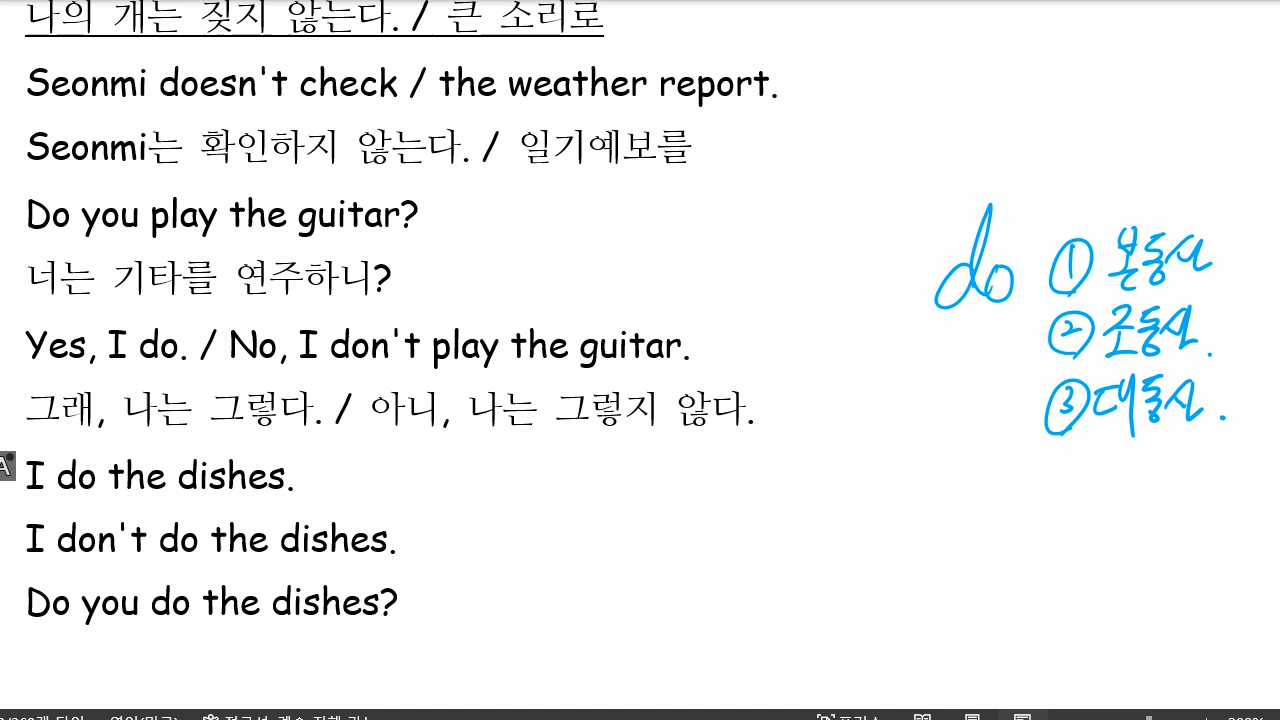 나의 개는 짖지 않는다. / 큰 소리로
Seonmi doesn't check / the weather report.
Seonmi는 확인하지 않는다. / 일기예보를
Do you play the guitar?
너는 기타를 연주하니?
Yes, I do. / No, I don't play the guitar.
그래, 나는 그렇다. / 아니, 나는 그렇지 않다.
A
I do the dishes.
I don't do the dishes.
Do you do the dishes?
do ① 본동사
② 조동사.
③ 대동사.